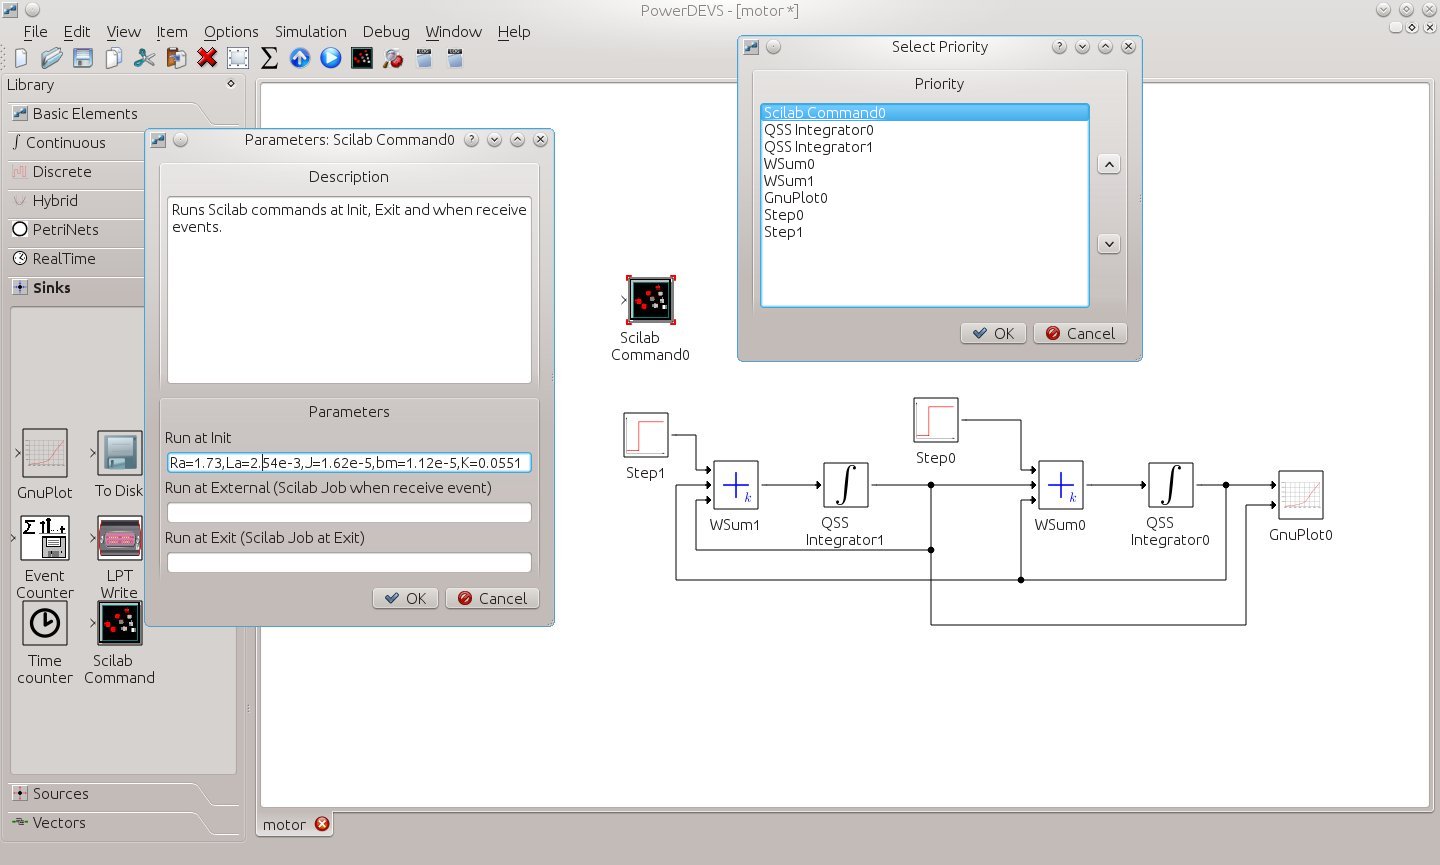 PowerDEVS - [motor *]
File Edit View Item Options Simulation Debug Window Help
Library
Basic Elements
Continuous
Discrete
Hybrid
PetriNets
RealTime
Sinks
GnuPlot
To Disk
Event
Counter
LPT
Write
Time
counter
Scilab
Command
Sources
Vectors
Parameters: Scilab Command0
Description
Runs Scilab commands at Init, Exit and when receive
events.
Parameters
Run at Init
Ra=1.73,La=2.54e-3,J=1.62e-5,bm=1.12e-5,K=0.0551
Run at External (Scilab Job when receive event)
Run at Exit (Scilab Job at Exit)
OK
Cancel
Select Priority
Priority
Scilab Command0
QSS Integrator0
QSS Integrator1
WSum0
WSum1
GnuPlot0
Step0
Step1
OK
Cancel
Scilab
Command0
Step1
Step0
k
WSum1
QSS
Integrator1
k
WSum0
QSS
Integrator0
GnuPlot0
motor